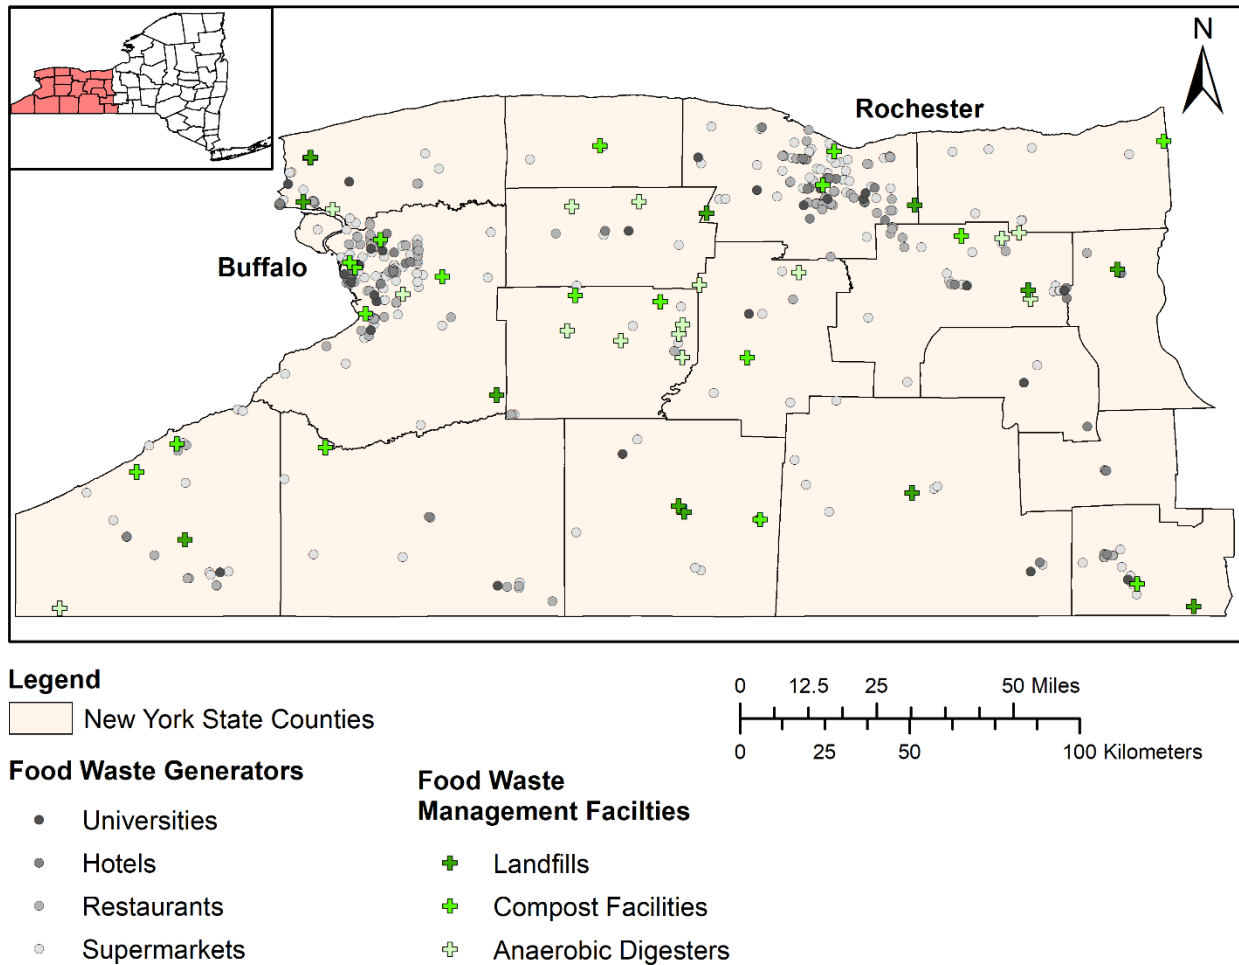 N
Rochester
Buffalo
Legend
New York State Counties
0 12.5 25 50 Miles
0 25 50 100 Kilometers
Food Waste Generators
Universities
Hotels
Restaurants
Supermarkets
Food Waste
Management Facilties
Landfills
Compost Facilities
Anaerobic Digesters